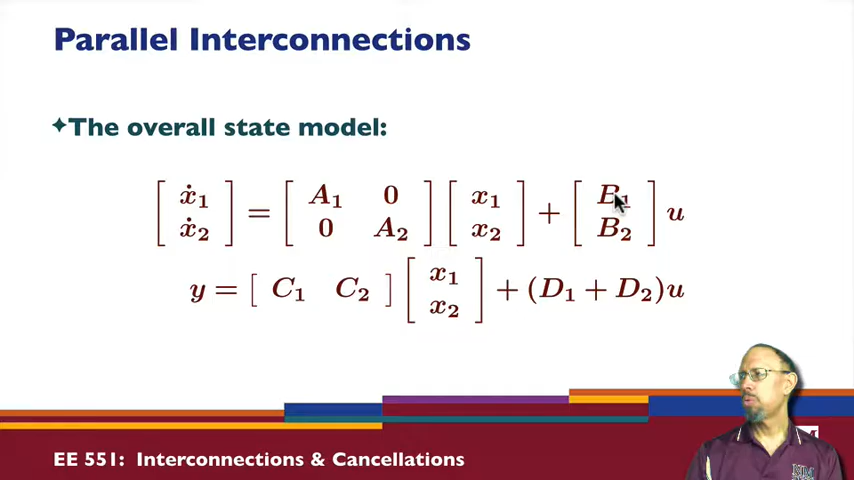 Parallel Interconnections
✦The overall state model:
[ ẋ₁ ; ẋ₂ ] = [ A₁ 0 ; 0 A₂ ] [ x₁ ; x₂ ] + [ B₁ ; B₂ ] u
y = [ C₁ C₂ ] [ x₁ ; x₂ ] + (D₁ + D₂)u
EE 551: Interconnections & Cancellations